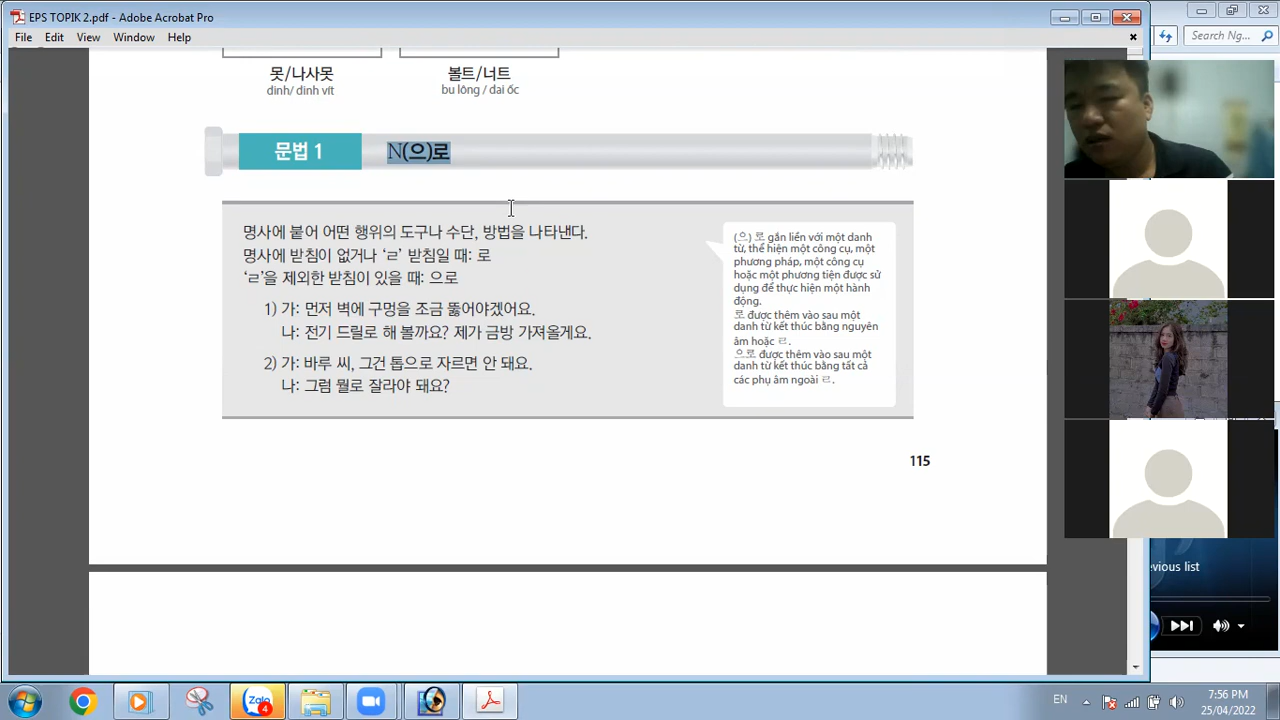 EPS TOPIK 2.pdf - Adobe Acrobat Pro
File Edit View Window Help
Search Ng...
못/나사못
đinh/ đinh vít
볼트/너트
bu lông / đai ốc
문법 1
N(으)로
명사에 붙어 어떤 행위의 도구나 수단, 방법을 나타낸다.
명사에 받침이 없거나 ‘ㄹ’ 받침일 때: 로
‘ㄹ’을 제외한 받침이 있을 때: 으로
1) 가: 먼저 벽에 구멍을 조금 뚫어야겠어요.
나: 전기 드릴로 해 볼까요? 제가 금방 가져올게요.
2) 가: 바루 씨, 그건 톱으로 자르면 안 돼요.
나: 그럼 뭘로 잘라야 돼요?
(으) 로 gắn liền với một danh
từ, thể hiện một công cụ, một
phương pháp, một công cụ
hoặc một phương tiện được sử
dụng để thực hiện một hành
động.
로 được thêm vào sau một
danh từ kết thúc bằng nguyên
âm hoặc ㄹ.
으로 được thêm vào sau một
danh từ kết thúc bằng tất cả
các phụ âm ngoài ㄹ.
115
evious list
Zalo
4
EN
7:56 PM
25/04/2022